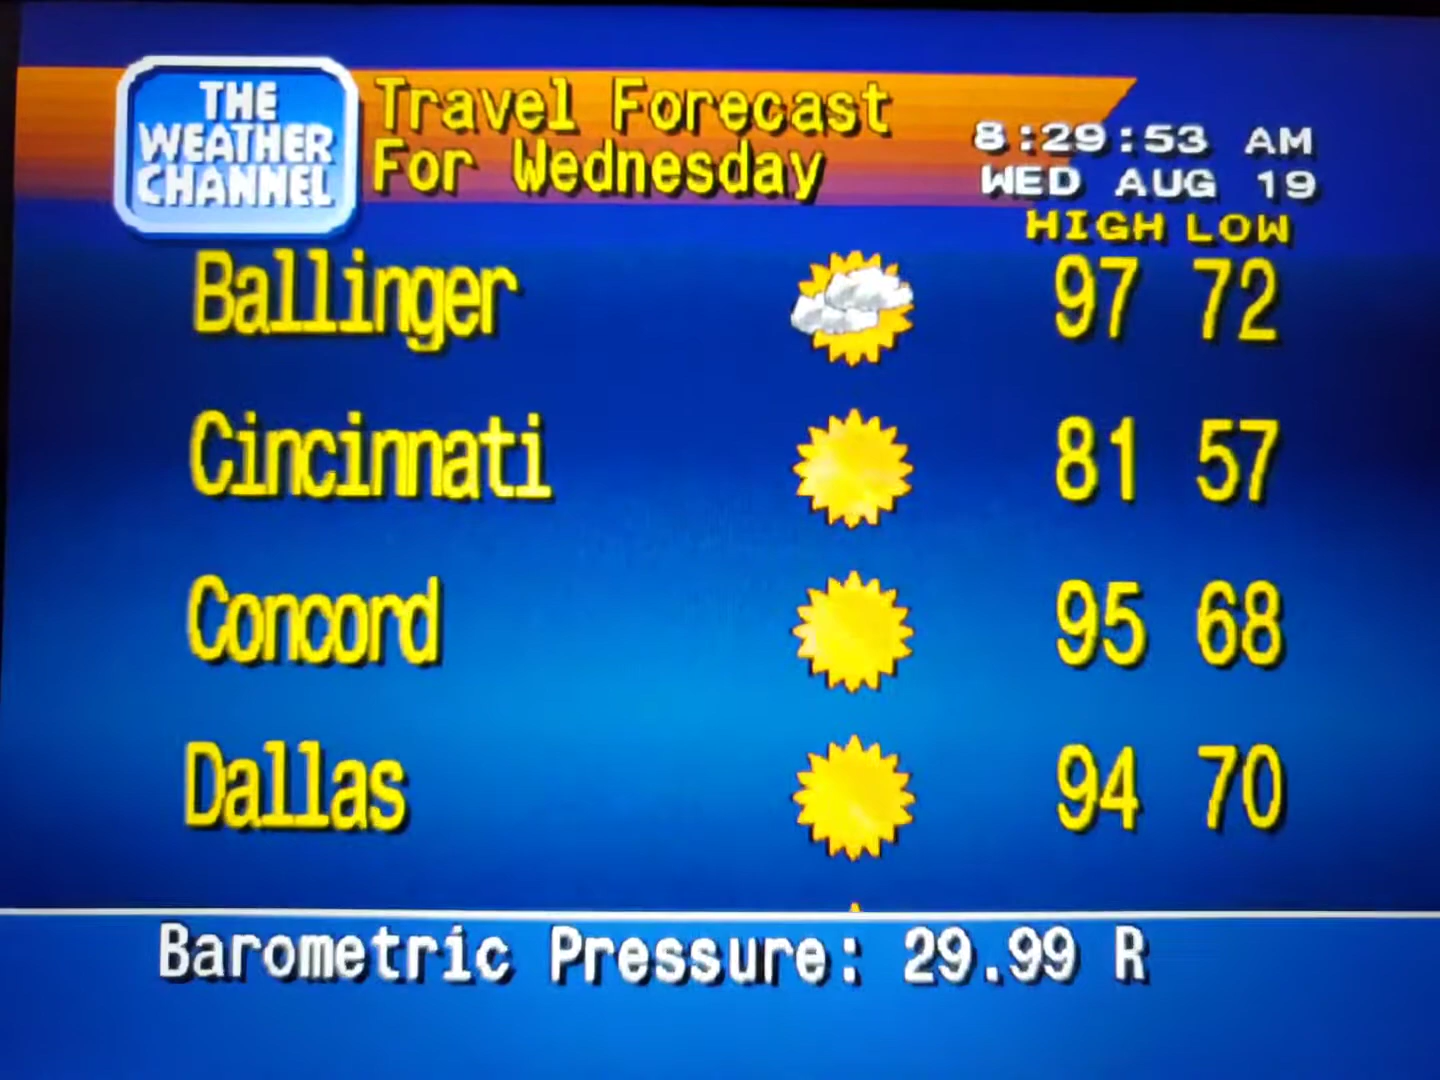 THE
WEATHER
CHANNEL
Travel Forecast
For Wednesday
8:29:53 AM
WED AUG 19
HIGH LOW
Ballinger 97 72
Cincinnati 81 57
Concord 95 68
Dallas 94 70
Barometric Pressure: 29.99 R